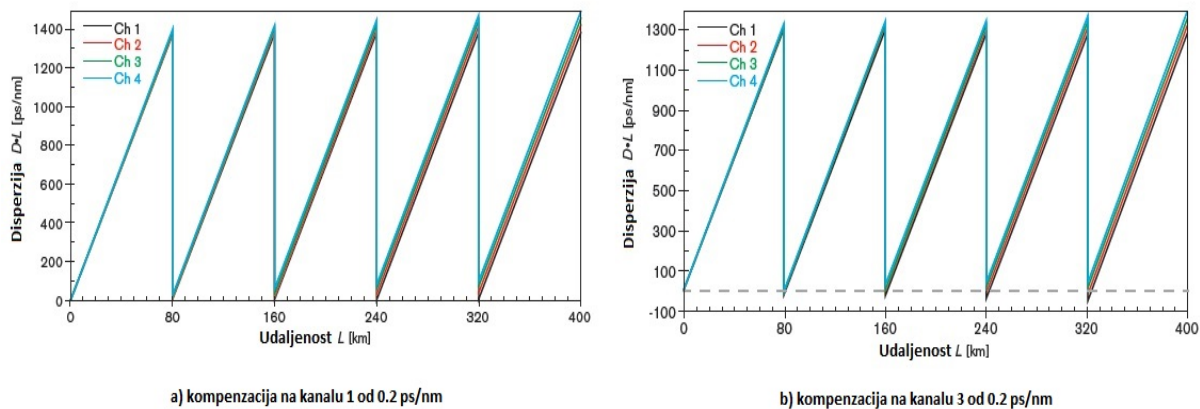 1400
1200
1000
800
600
400
200
0
Disperzija D•L [ps/nm]
Ch 1
Ch 2
Ch 3
Ch 4
0 80 160 240 320 400
Udaljenost L [km]
a) kompenzacija na kanalu 1 od 0.2 ps/nm
1300
1100
900
700
500
300
100
-100
Disperzija D•L [ps/nm]
Ch 1
Ch 2
Ch 3
Ch 4
0 80 160 240 320 400
Udaljenost L [km]
b) kompenzacija na kanalu 3 od 0.2 ps/nm